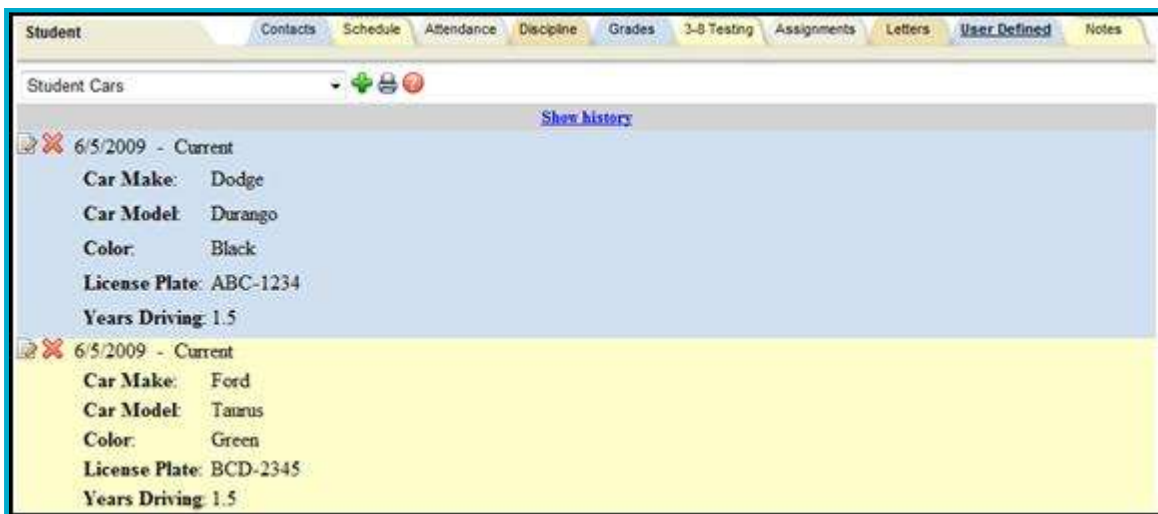 Student Contacts Schedule Attendance Discipline Grades 3-8 Testing Assignments Letters User Defined Notes
Student Cars
Show history
6/5/2009 - Current
Car Make: Dodge
Car Model: Durango
Color: Black
License Plate: ABC-1234
Years Driving: 1.5
6/5/2009 - Current
Car Make: Ford
Car Model: Taurus
Color: Green
License Plate: BCD-2345
Years Driving: 1.5